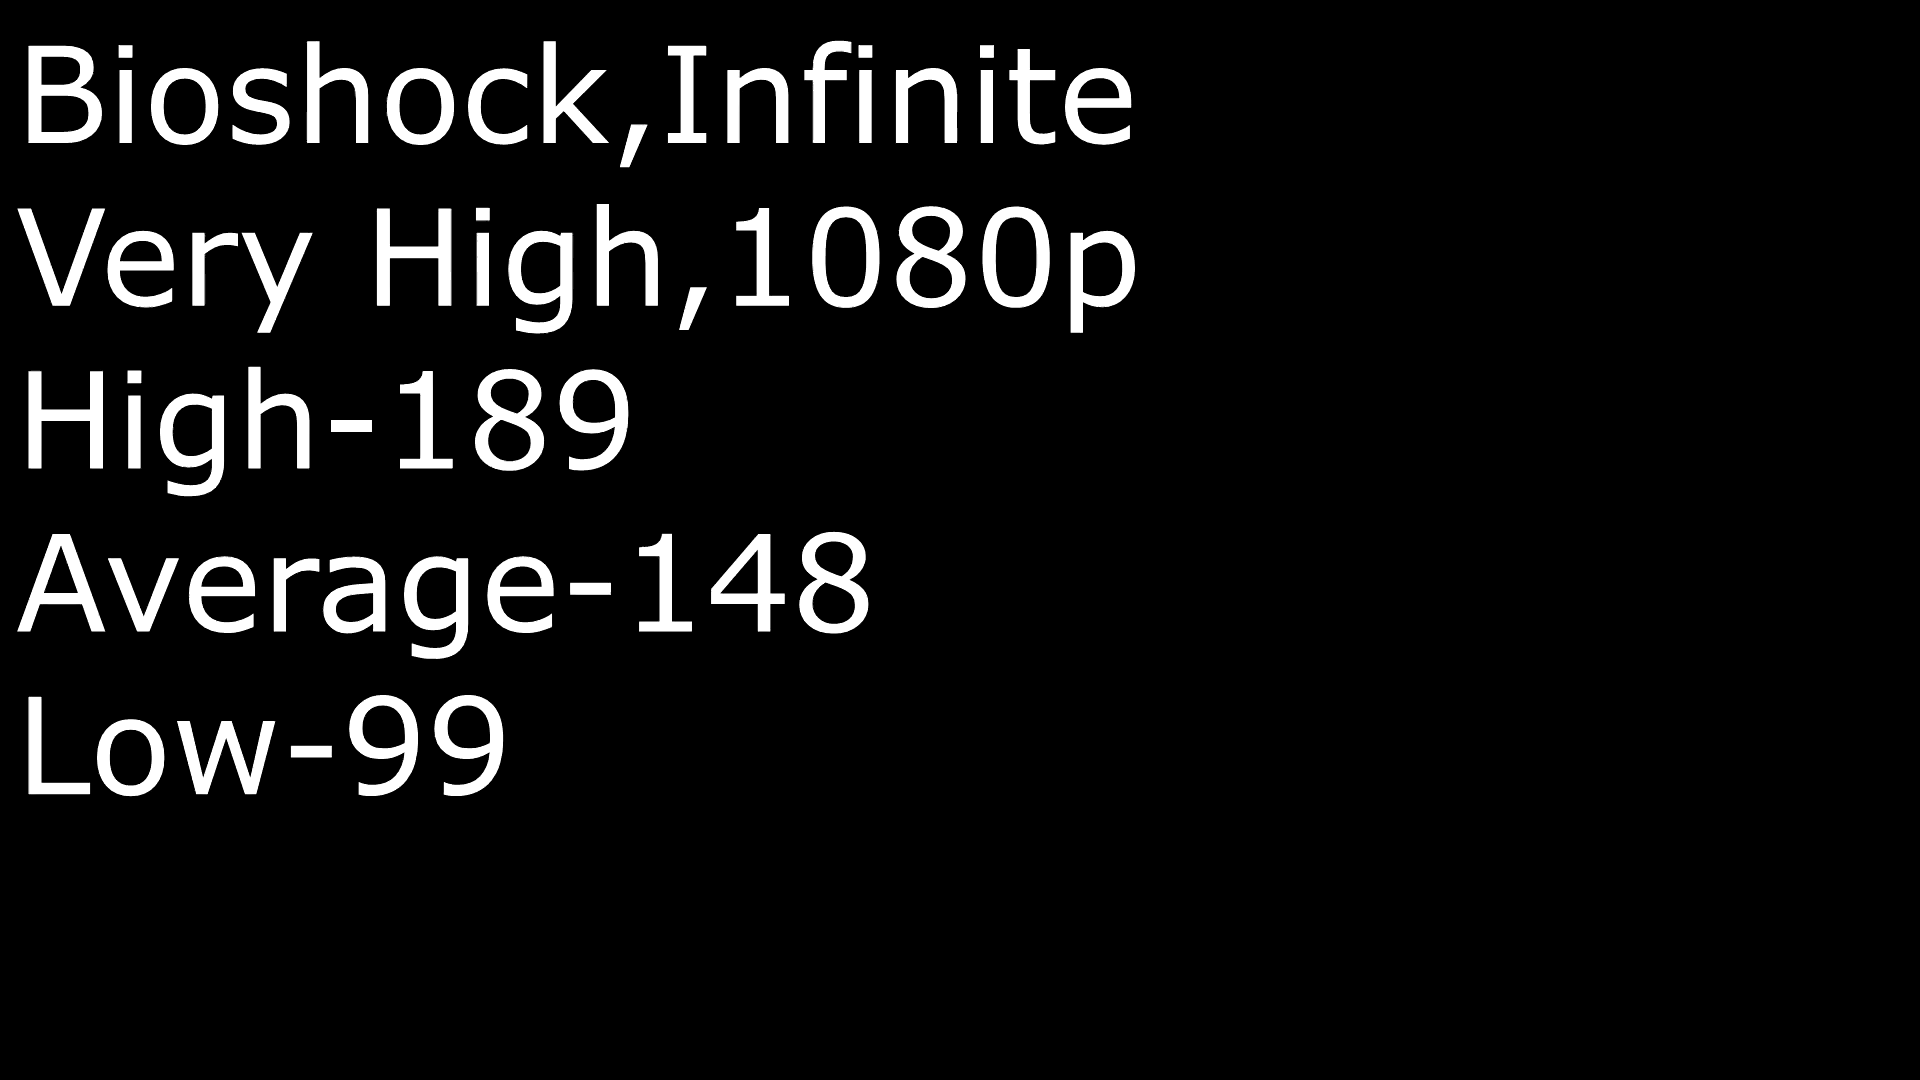 Bioshock,Infinite
Very High,1080p
High-189
Average-148
Low-99